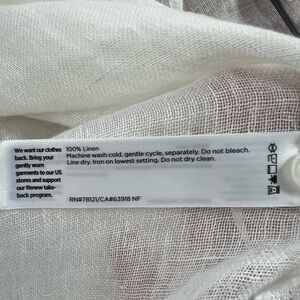 We want our clothes
back. Bring your
gently worn
garments to our US
stores and support
our Renew take-
back program.
100% Linen
Machine wash cold, gentle cycle, separately. Do not bleach.
Line dry. Iron on lowest setting. Do not dry clean.
RN#78121/CA#63918 NF